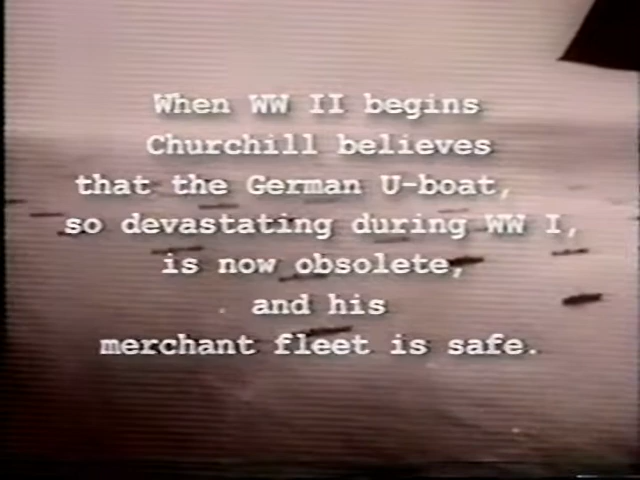 When WW II begins
Churchill believes
that the German U-boat,
so devastating during WW I,
is now obsolete,
and his
merchant fleet is safe.